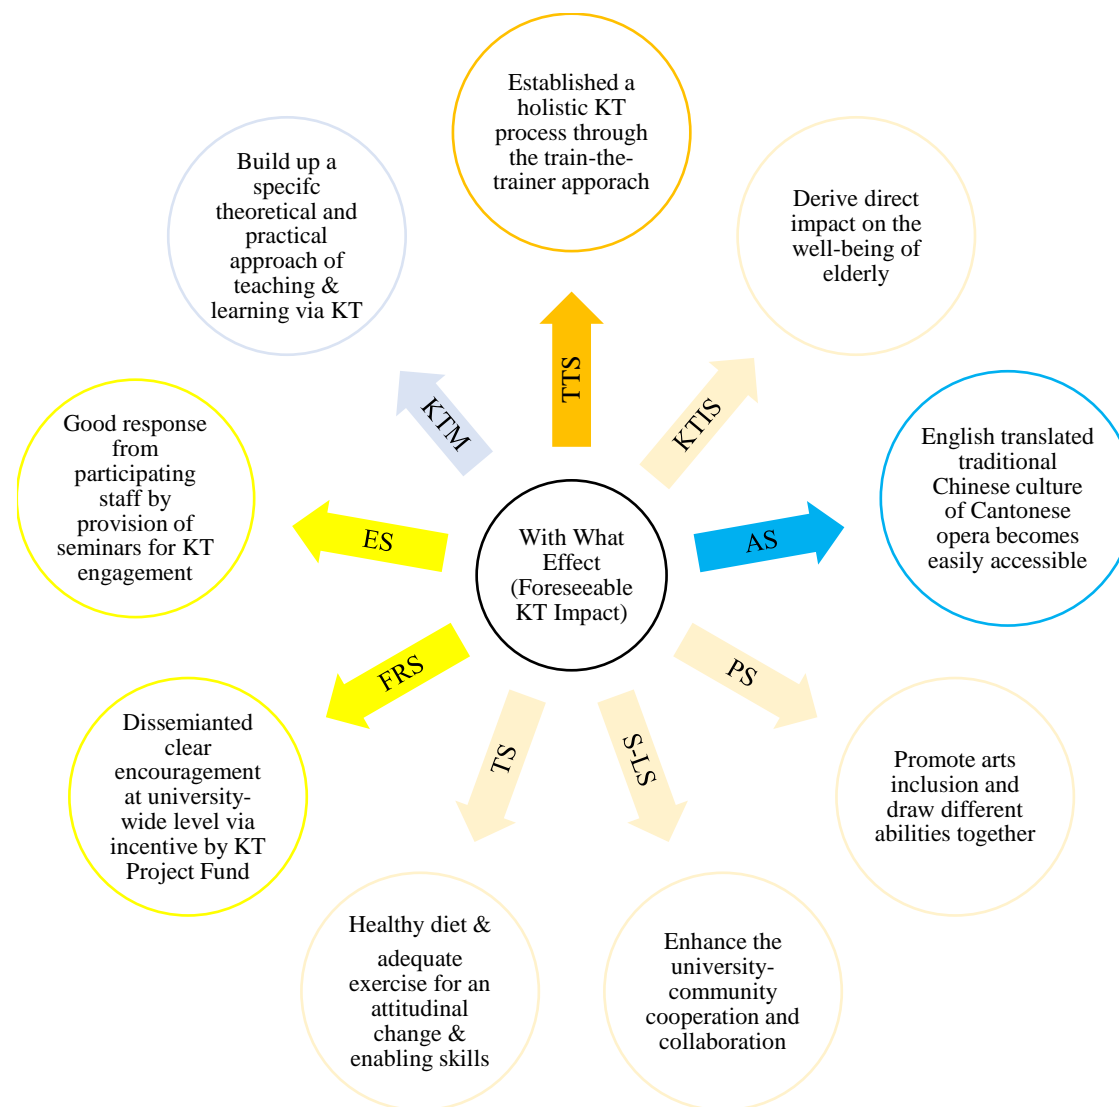 Established a
holistic KT
process through
the train-the-
trainer apporach
Derive direct
impact on the
well-being of
elderly
English translated
traditional
Chinese culture
of Cantonese
opera becomes
easily accessible
Promote arts
inclusion and
draw different
abilities together
Enhance the
university-
community
cooperation and
collaboration
Healthy diet &
adequate
exercise for an
attitudinal
change &
enabling skills
Dissemianted
clear
encouragement
at university-
wide level via
incentive by KT
Project Fund
Good response
from
participating
staff by
provision of
seminars for KT
engagement
Build up a
specifc
theoretical and
practical
approach of
teaching &
learning via KT
TTS
KTIS
AS
PS
S-LS
TS
FRS
ES
KTM
With What
Effect
(Foreseeable
KT Impact)